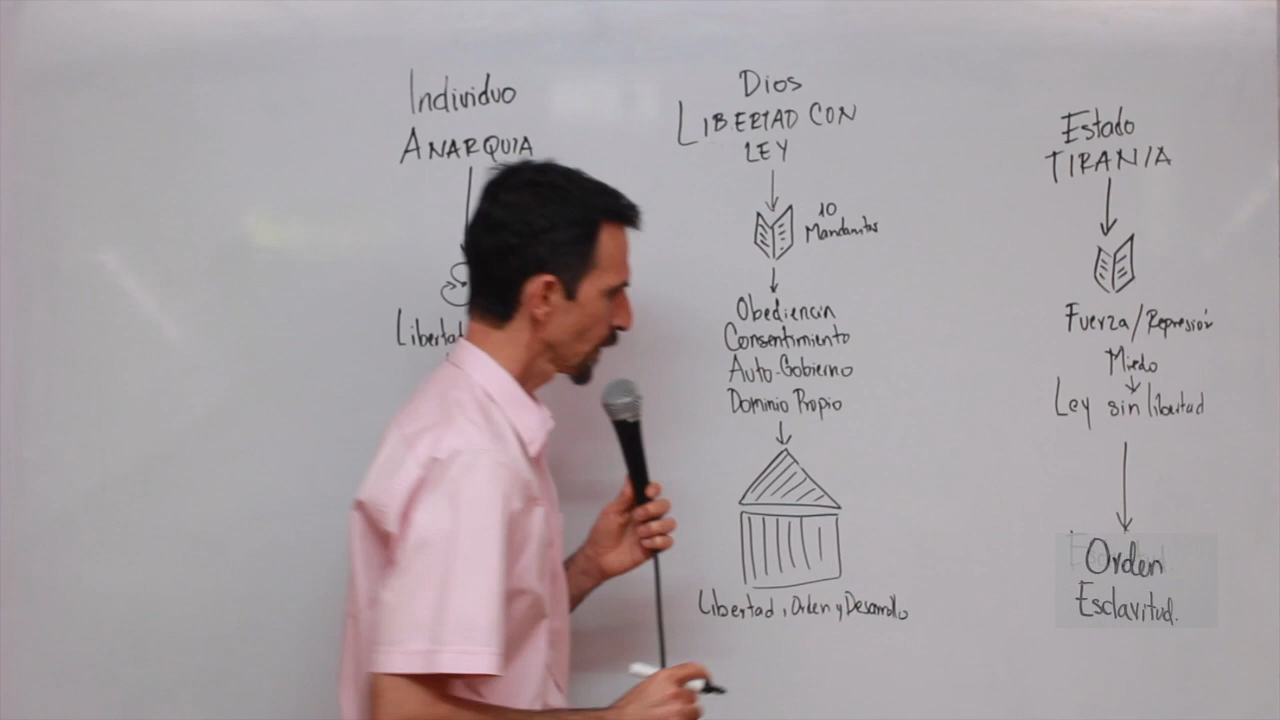 Individuo
ANARQUIA
Libertad
Dios
LIBERTAD CON
LEY
10
Mandamitos
Obediencia
Consentimiento
Auto-Gobierno
Dominio Propio
Libertad, Orden y Desarrollo
Estado
TIRANIA
Fuerza/Represión
Miedo
Ley sin libertad
Orden
Esclavitud.